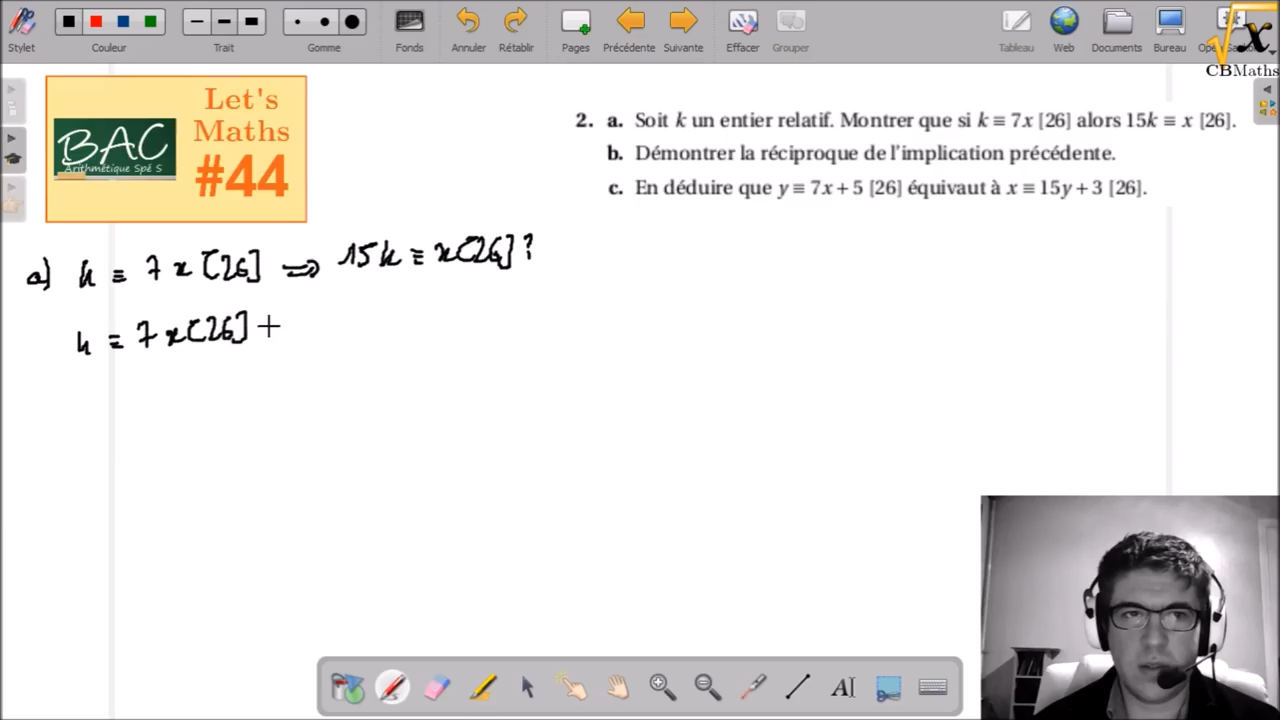 Stylet
Couleur
Trait
Gomme
Fonds
Annuler
Rétablir
Pages
Précédente
Suivante
Effacer
Grouper
Tableau
Web
Documents
Bureau
x
CBMaths
BAC
Arithmétique Spé S
Let's
Maths
#44
2. a. Soit k un entier relatif. Montrer que si k ≡ 7x [26] alors 15k ≡ x [26].
b. Démontrer la réciproque de l'implication précédente.
c. En déduire que y ≡ 7x + 5 [26] équivaut à x ≡ 15y + 3 [26].
a) k ≡ 7x [26] ⟹ 15k ≡ x[26] ?
k ≡ 7x[26]
AI